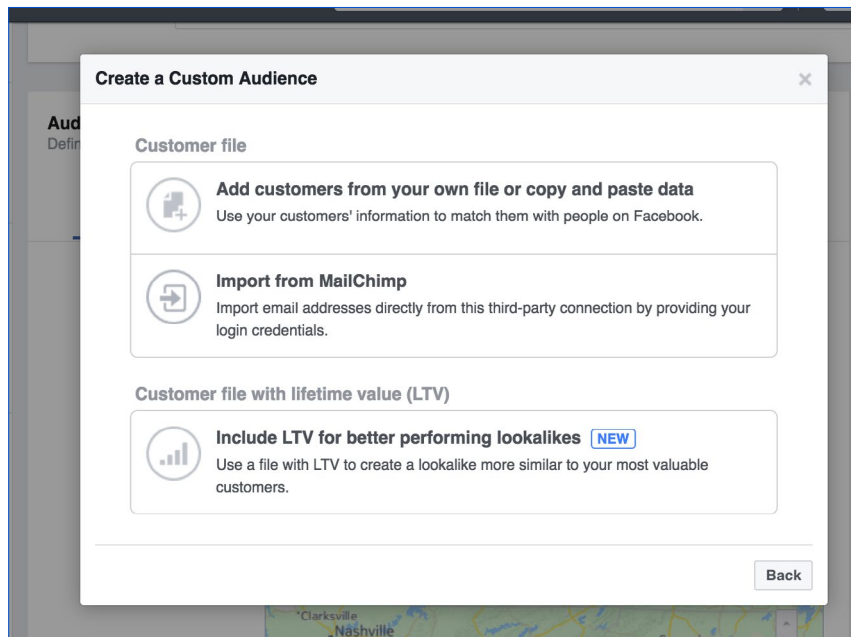 Create a Custom Audience
×
Aud
Defin
Customer file
Add customers from your own file or copy and paste data
Use your customers' information to match them with people on Facebook.
Import from MailChimp
Import email addresses directly from this third-party connection by providing your
login credentials.
Customer file with lifetime value (LTV)
Include LTV for better performing lookalikes NEW
Use a file with LTV to create a lookalike more similar to your most valuable
customers.
Back
Clarksville
Nashville